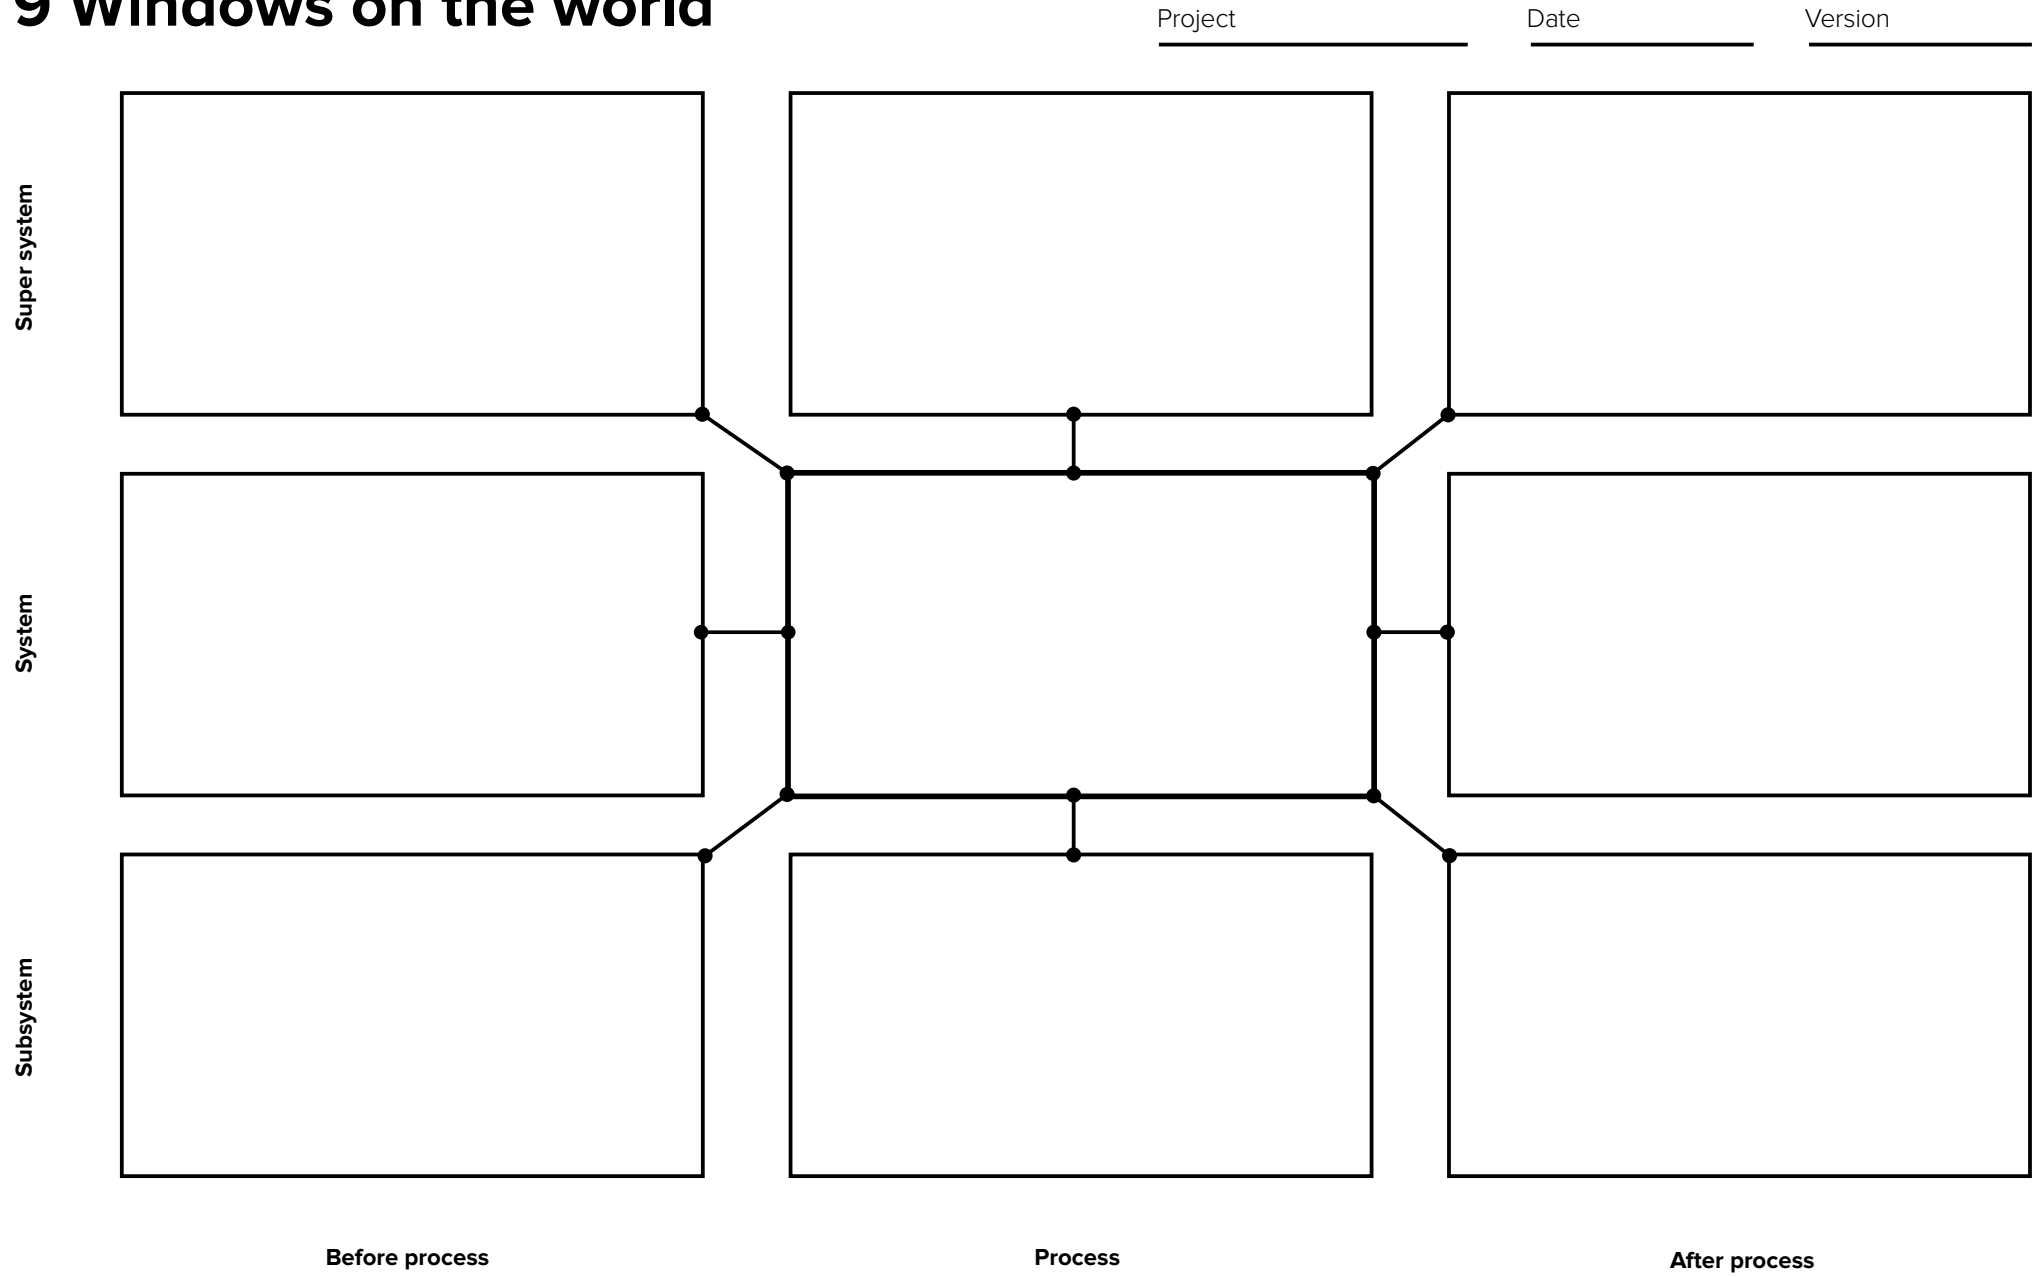 9 Windows on the world
Project
Date
Version
Super system
System
Subsystem
Before process
Process
After process